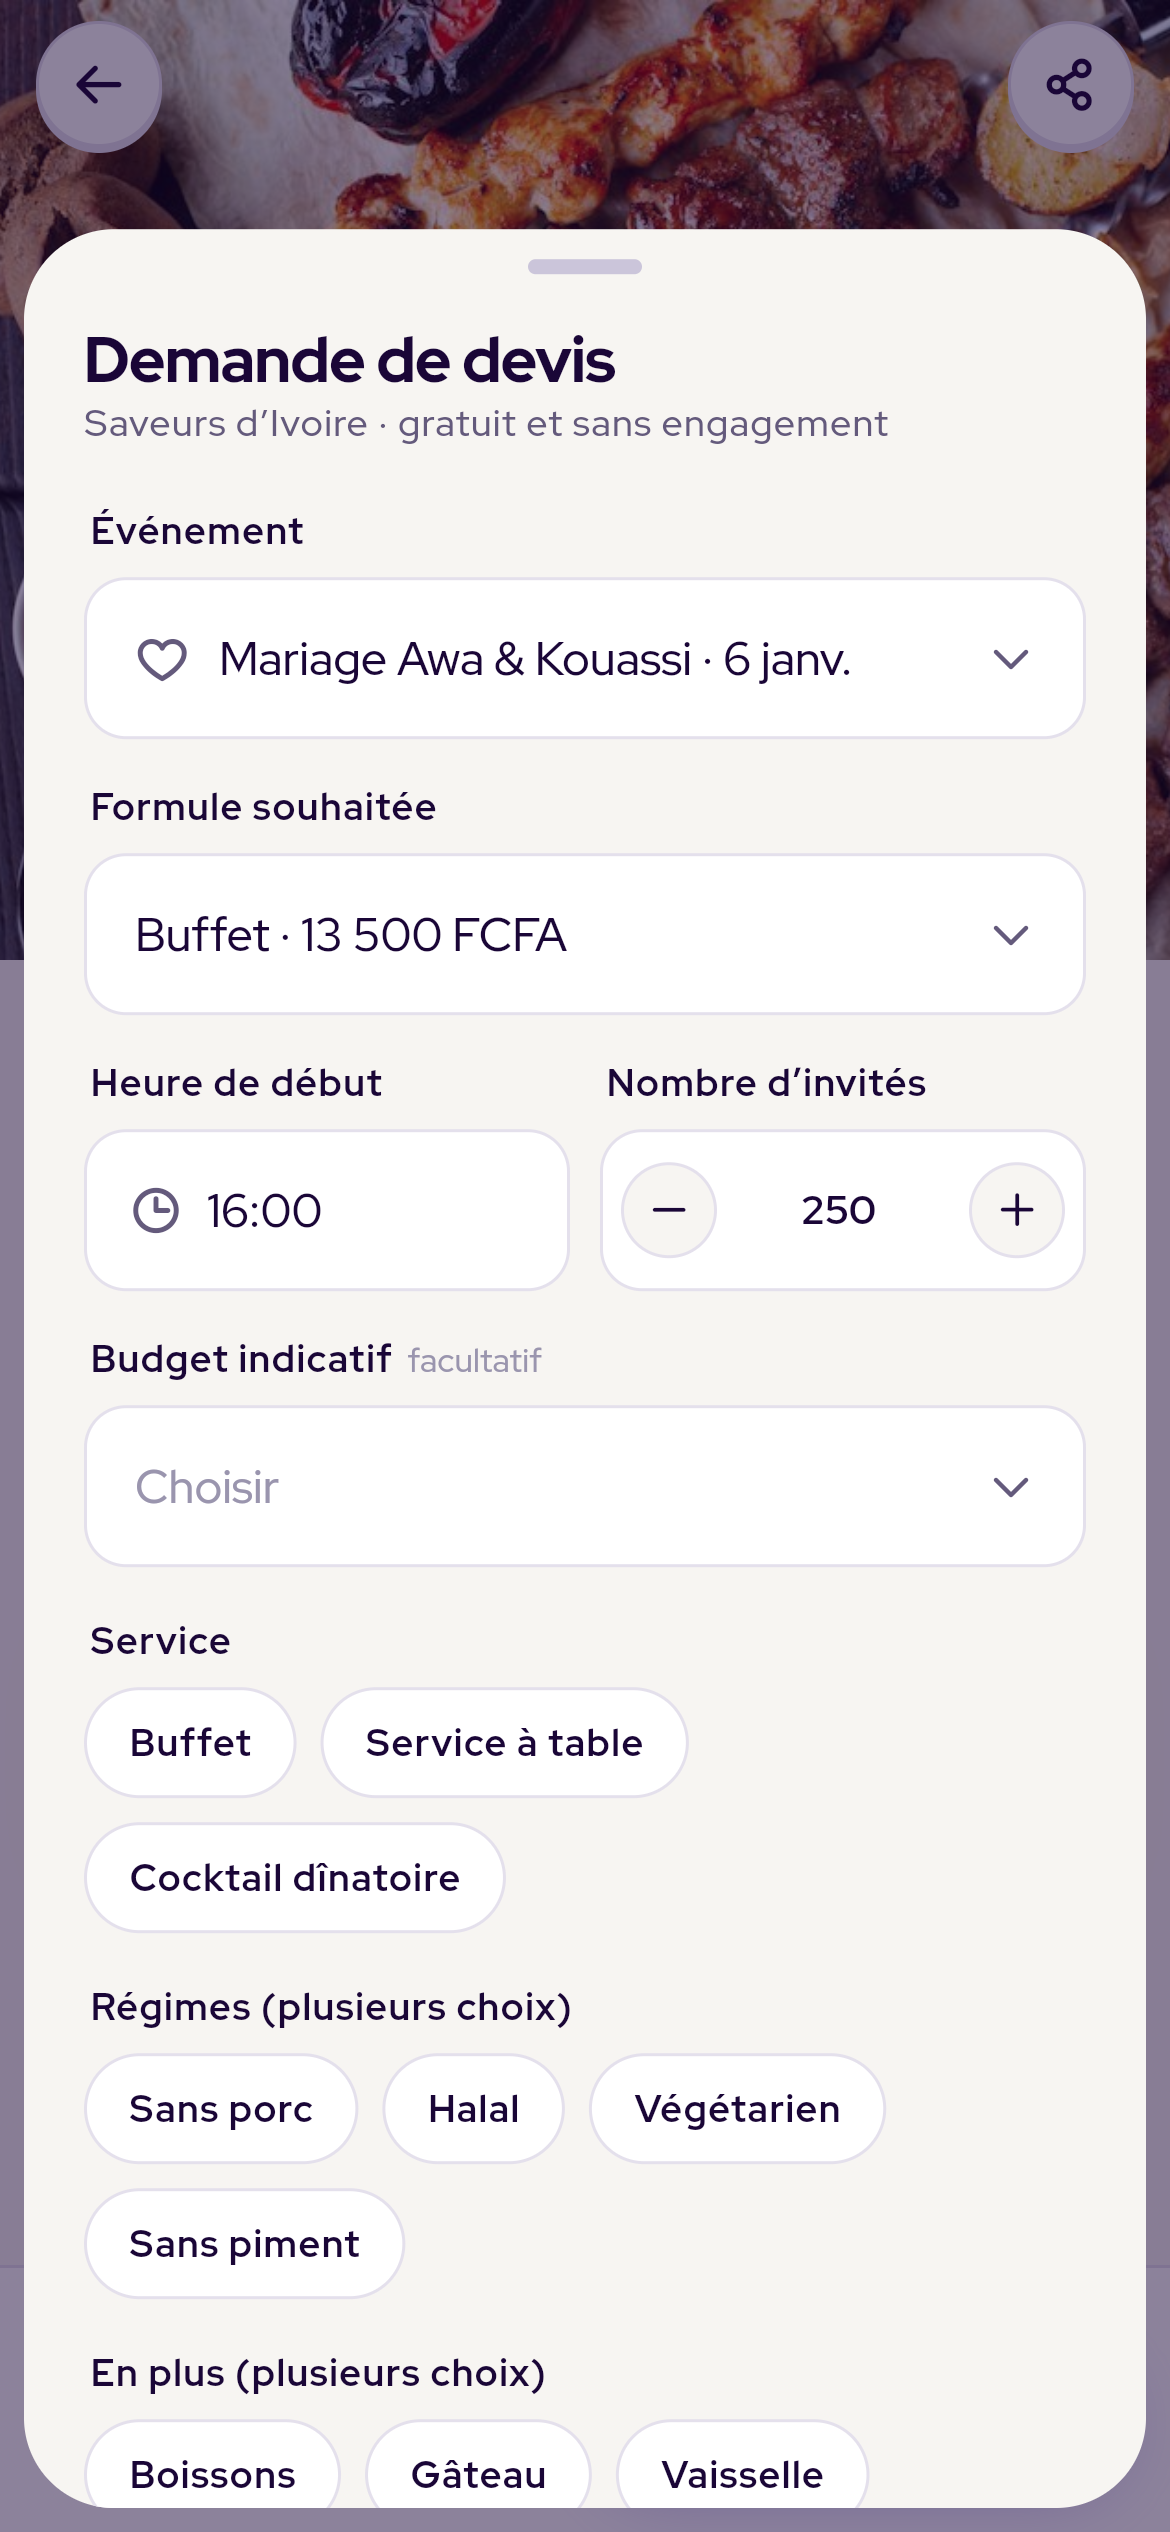 Demande de devis
Saveurs d’Ivoire · gratuit et sans engagement
Événement
Mariage Awa & Kouassi · 6 janv.
Formule souhaitée
Buffet · 13 500 FCFA
Heure de début
Nombre d’invités
16:00
250
Budget indicatif facultatif
Choisir
Service
Buffet
Service à table
Cocktail dînatoire
Régimes (plusieurs choix)
Sans porc
Halal
Végétarien
Sans piment
En plus (plusieurs choix)
Boissons
Gâteau
Vaisselle